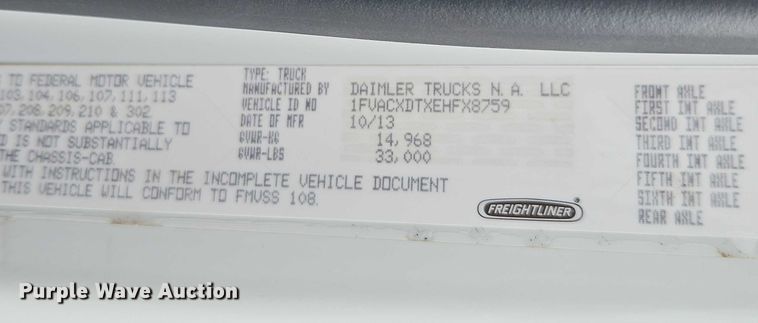 TYPE: TRUCK
TO FEDERAL MOTOR VEHICLE
MANUFACTURED BY DAIMLER TRUCKS N.A. LLC
FRONT AXLE
103, 104, 106, 107, 111, 113
VEHICLE ID NO 1FVACXDTXEHFX8759
FIRST INT AXLE
207, 206, 209, 210 & 302
DATE OF MFR 10/13
SECOND INT AXLE
STANDARDS APPLICABLE TO
GVWR-KG 14,968
THIRD INT AXLE
IS NOT SUBSTANTIALLY
GVWR-LBS 33,000
FOURTH INT AXLE
THE CHASSIS-CAB.
FIFTH INT AXLE
WITH INSTRUCTIONS IN THE INCOMPLETE VEHICLE DOCUMENT
SIXTH INT AXLE
THIS VEHICLE WILL CONFORM TO FMVSS 108.
FREIGHTLINER
REAR AXLE
Purple Wave Auction